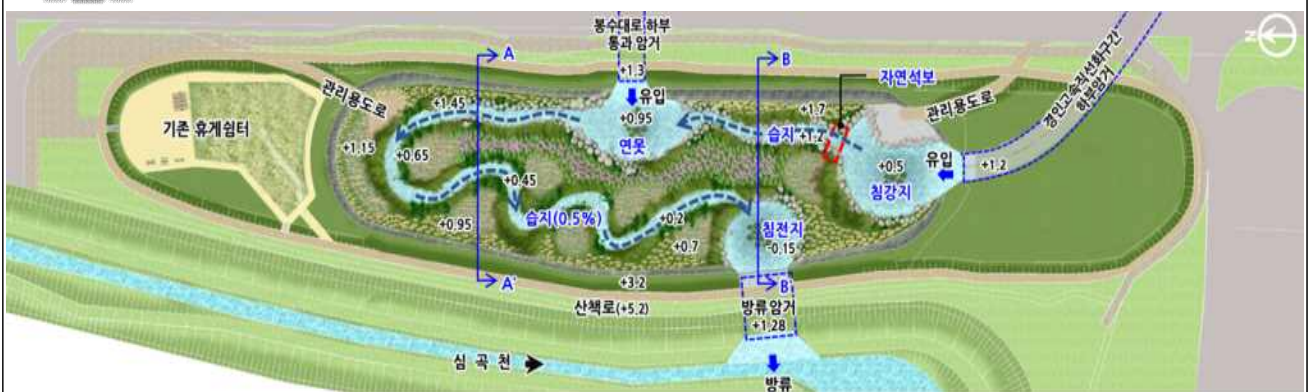 봉수대로 하부
통과 암거
+1.3
유입
+0.95
연못
A
B
자연석보
+1.7
습지
+1.2
관리용도로
경인고속직선화구간
하부암거
N
기존 휴게쉼터
관리용도로
+1.45
+1.15
+0.65
+0.45
+0.95
습지(0.5%)
+0.2
+0.7
침전지
-0.15
+0.5
침강지
유입
+1.2
A'
B'
+3.2
산책로(+5.2)
방류암거
+1.28
심 곡 천
방류